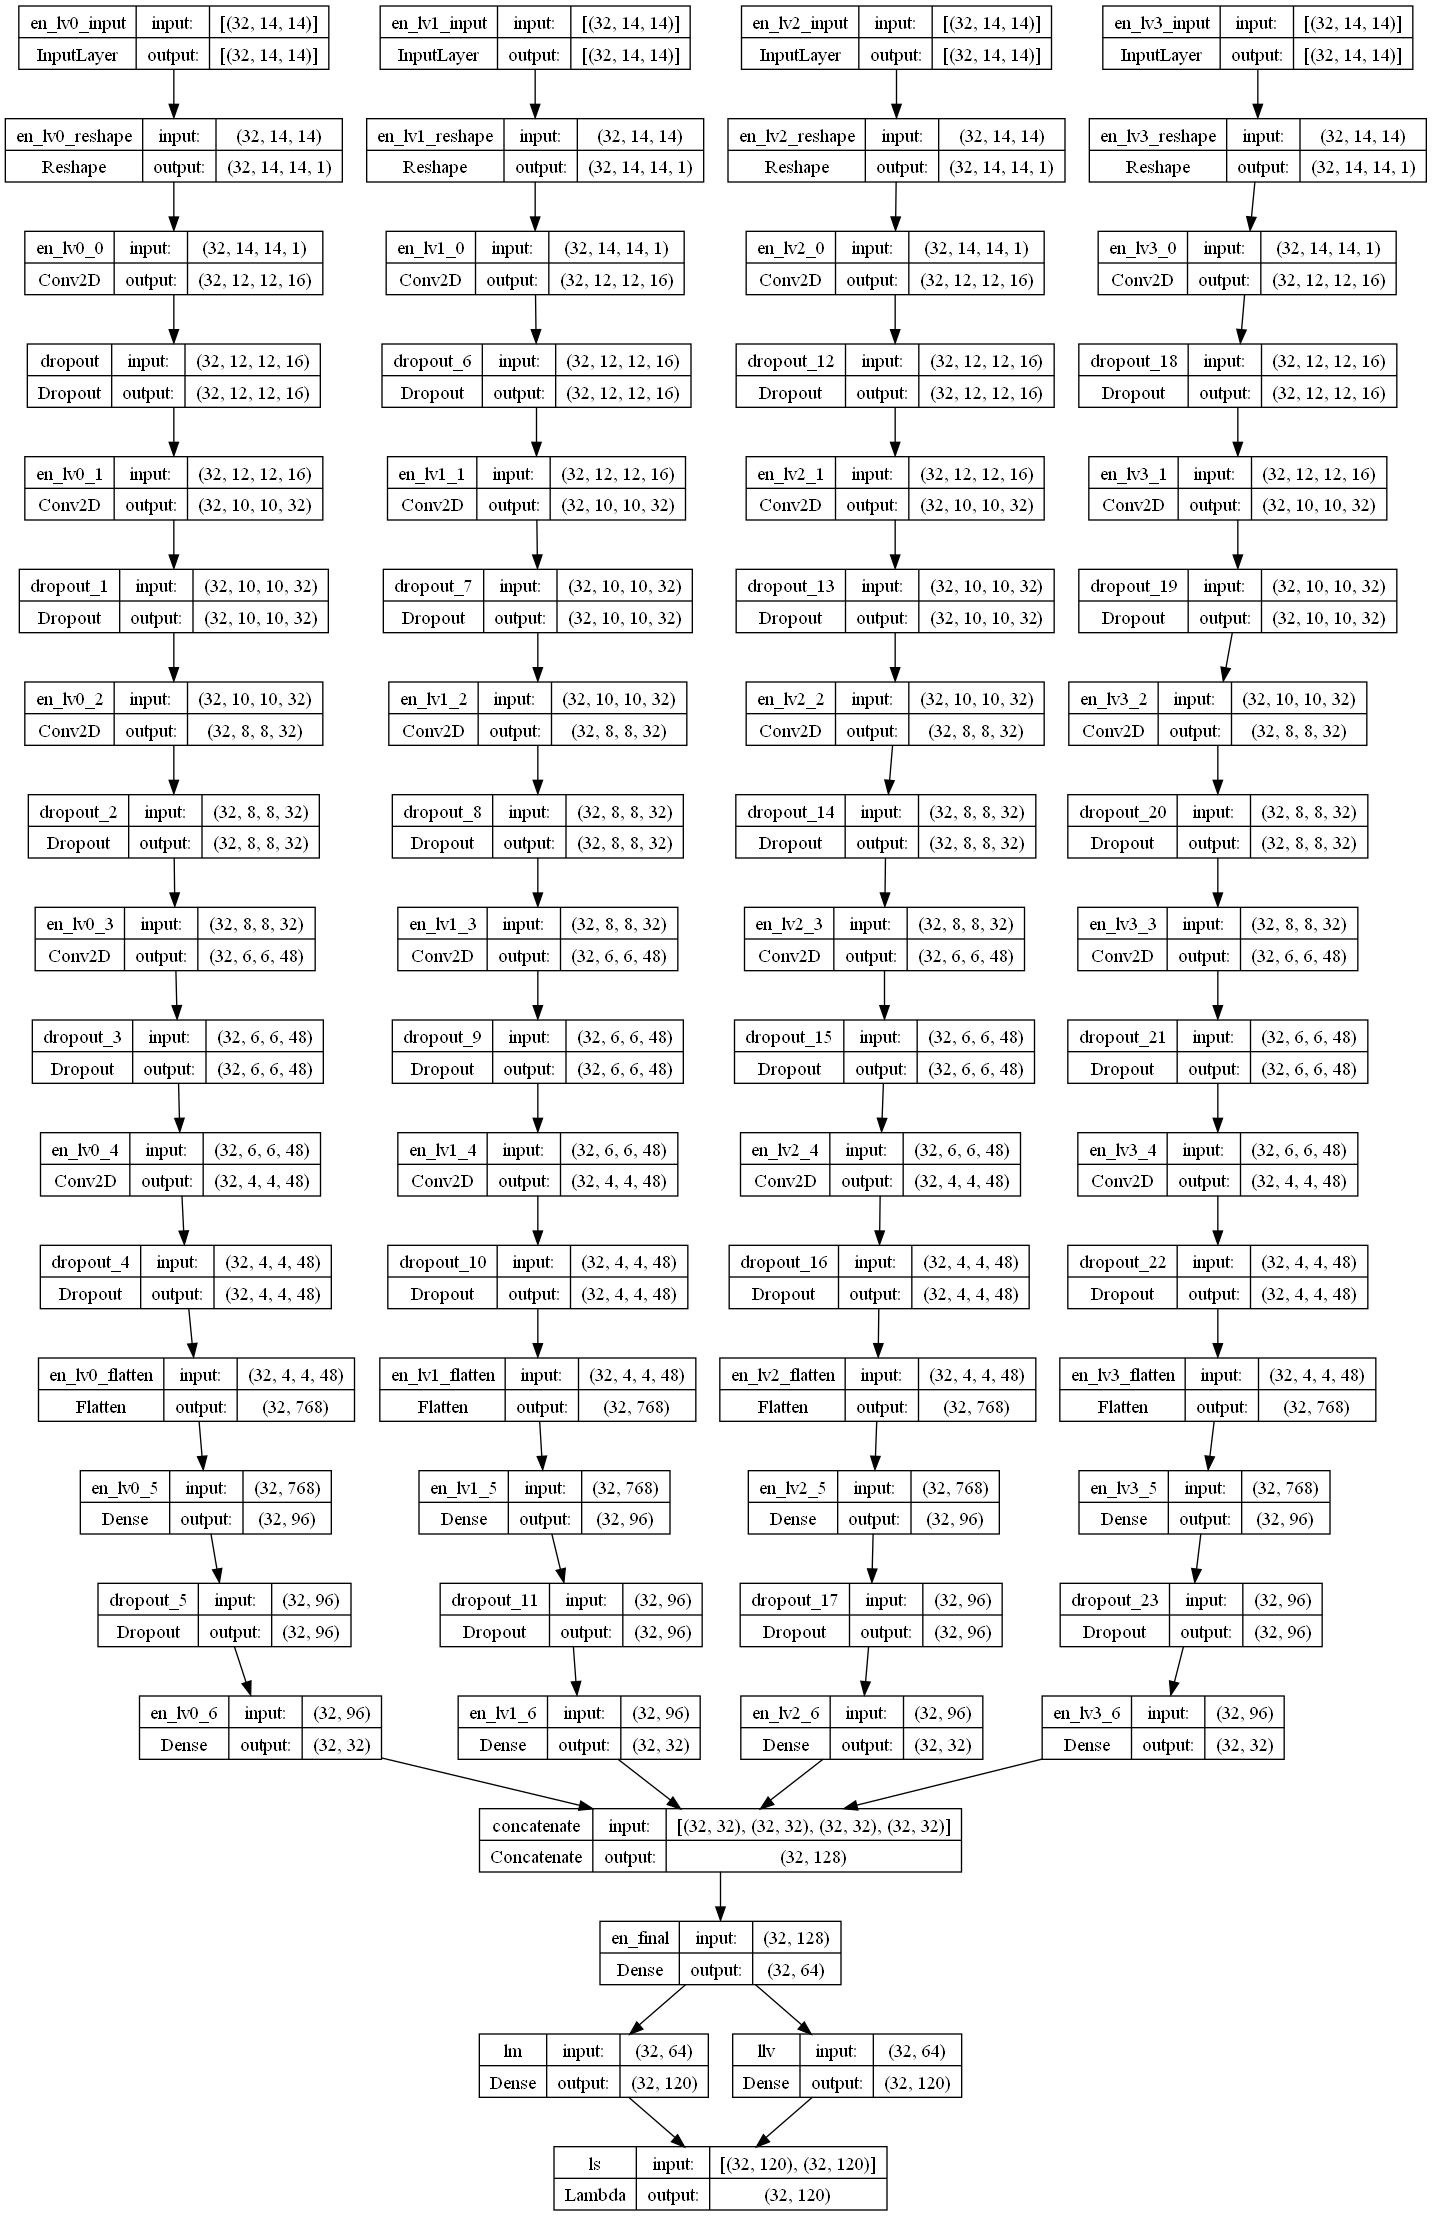 en_lv0_input input: [(32, 14, 14)]
InputLayer output: [(32, 14, 14)]
en_lv1_input input: [(32, 14, 14)]
InputLayer output: [(32, 14, 14)]
en_lv2_input input: [(32, 14, 14)]
InputLayer output: [(32, 14, 14)]
en_lv3_input input: [(32, 14, 14)]
InputLayer output: [(32, 14, 14)]
en_lv0_reshape input: (32, 14, 14)
Reshape output: (32, 14, 14, 1)
en_lv1_reshape input: (32, 14, 14)
Reshape output: (32, 14, 14, 1)
en_lv2_reshape input: (32, 14, 14)
Reshape output: (32, 14, 14, 1)
en_lv3_reshape input: (32, 14, 14)
Reshape output: (32, 14, 14, 1)
en_lv0_0 input: (32, 14, 14, 1)
Conv2D output: (32, 12, 12, 16)
en_lv1_0 input: (32, 14, 14, 1)
Conv2D output: (32, 12, 12, 16)
en_lv2_0 input: (32, 14, 14, 1)
Conv2D output: (32, 12, 12, 16)
en_lv3_0 input: (32, 14, 14, 1)
Conv2D output: (32, 12, 12, 16)
dropout input: (32, 12, 12, 16)
Dropout output: (32, 12, 12, 16)
dropout_6 input: (32, 12, 12, 16)
Dropout output: (32, 12, 12, 16)
dropout_12 input: (32, 12, 12, 16)
Dropout output: (32, 12, 12, 16)
dropout_18 input: (32, 12, 12, 16)
Dropout output: (32, 12, 12, 16)
en_lv0_1 input: (32, 12, 12, 16)
Conv2D output: (32, 10, 10, 32)
en_lv1_1 input: (32, 12, 12, 16)
Conv2D output: (32, 10, 10, 32)
en_lv2_1 input: (32, 12, 12, 16)
Conv2D output: (32, 10, 10, 32)
en_lv3_1 input: (32, 12, 12, 16)
Conv2D output: (32, 10, 10, 32)
dropout_1 input: (32, 10, 10, 32)
Dropout output: (32, 10, 10, 32)
dropout_7 input: (32, 10, 10, 32)
Dropout output: (32, 10, 10, 32)
dropout_13 input: (32, 10, 10, 32)
Dropout output: (32, 10, 10, 32)
dropout_19 input: (32, 10, 10, 32)
Dropout output: (32, 10, 10, 32)
en_lv0_2 input: (32, 10, 10, 32)
Conv2D output: (32, 8, 8, 32)
en_lv1_2 input: (32, 10, 10, 32)
Conv2D output: (32, 8, 8, 32)
en_lv2_2 input: (32, 10, 10, 32)
Conv2D output: (32, 8, 8, 32)
en_lv3_2 input: (32, 10, 10, 32)
Conv2D output: (32, 8, 8, 32)
dropout_2 input: (32, 8, 8, 32)
Dropout output: (32, 8, 8, 32)
dropout_8 input: (32, 8, 8, 32)
Dropout output: (32, 8, 8, 32)
dropout_14 input: (32, 8, 8, 32)
Dropout output: (32, 8, 8, 32)
dropout_20 input: (32, 8, 8, 32)
Dropout output: (32, 8, 8, 32)
en_lv0_3 input: (32, 8, 8, 32)
Conv2D output: (32, 6, 6, 48)
en_lv1_3 input: (32, 8, 8, 32)
Conv2D output: (32, 6, 6, 48)
en_lv2_3 input: (32, 8, 8, 32)
Conv2D output: (32, 6, 6, 48)
en_lv3_3 input: (32, 8, 8, 32)
Conv2D output: (32, 6, 6, 48)
dropout_3 input: (32, 6, 6, 48)
Dropout output: (32, 6, 6, 48)
dropout_9 input: (32, 6, 6, 48)
Dropout output: (32, 6, 6, 48)
dropout_15 input: (32, 6, 6, 48)
Dropout output: (32, 6, 6, 48)
dropout_21 input: (32, 6, 6, 48)
Dropout output: (32, 6, 6, 48)
en_lv0_4 input: (32, 6, 6, 48)
Conv2D output: (32, 4, 4, 48)
en_lv1_4 input: (32, 6, 6, 48)
Conv2D output: (32, 4, 4, 48)
en_lv2_4 input: (32, 6, 6, 48)
Conv2D output: (32, 4, 4, 48)
en_lv3_4 input: (32, 6, 6, 48)
Conv2D output: (32, 4, 4, 48)
dropout_4 input: (32, 4, 4, 48)
Dropout output: (32, 4, 4, 48)
dropout_10 input: (32, 4, 4, 48)
Dropout output: (32, 4, 4, 48)
dropout_16 input: (32, 4, 4, 48)
Dropout output: (32, 4, 4, 48)
dropout_22 input: (32, 4, 4, 48)
Dropout output: (32, 4, 4, 48)
en_lv0_flatten input: (32, 4, 4, 48)
Flatten output: (32, 768)
en_lv1_flatten input: (32, 4, 4, 48)
Flatten output: (32, 768)
en_lv2_flatten input: (32, 4, 4, 48)
Flatten output: (32, 768)
en_lv3_flatten input: (32, 4, 4, 48)
Flatten output: (32, 768)
en_lv0_5 input: (32, 768)
Dense output: (32, 96)
en_lv1_5 input: (32, 768)
Dense output: (32, 96)
en_lv2_5 input: (32, 768)
Dense output: (32, 96)
en_lv3_5 input: (32, 768)
Dense output: (32, 96)
dropout_5 input: (32, 96)
Dropout output: (32, 96)
dropout_11 input: (32, 96)
Dropout output: (32, 96)
dropout_17 input: (32, 96)
Dropout output: (32, 96)
dropout_23 input: (32, 96)
Dropout output: (32, 96)
en_lv0_6 input: (32, 96)
Dense output: (32, 32)
en_lv1_6 input: (32, 96)
Dense output: (32, 32)
en_lv2_6 input: (32, 96)
Dense output: (32, 32)
en_lv3_6 input: (32, 96)
Dense output: (32, 32)
concatenate input: [(32, 32), (32, 32), (32, 32), (32, 32)]
Concatenate output: (32, 128)
en_final input: (32, 128)
Dense output: (32, 64)
lm input: (32, 64)
Dense output: (32, 120)
llv input: (32, 64)
Dense output: (32, 120)
ls input: [(32, 120), (32, 120)]
Lambda output: (32, 120)